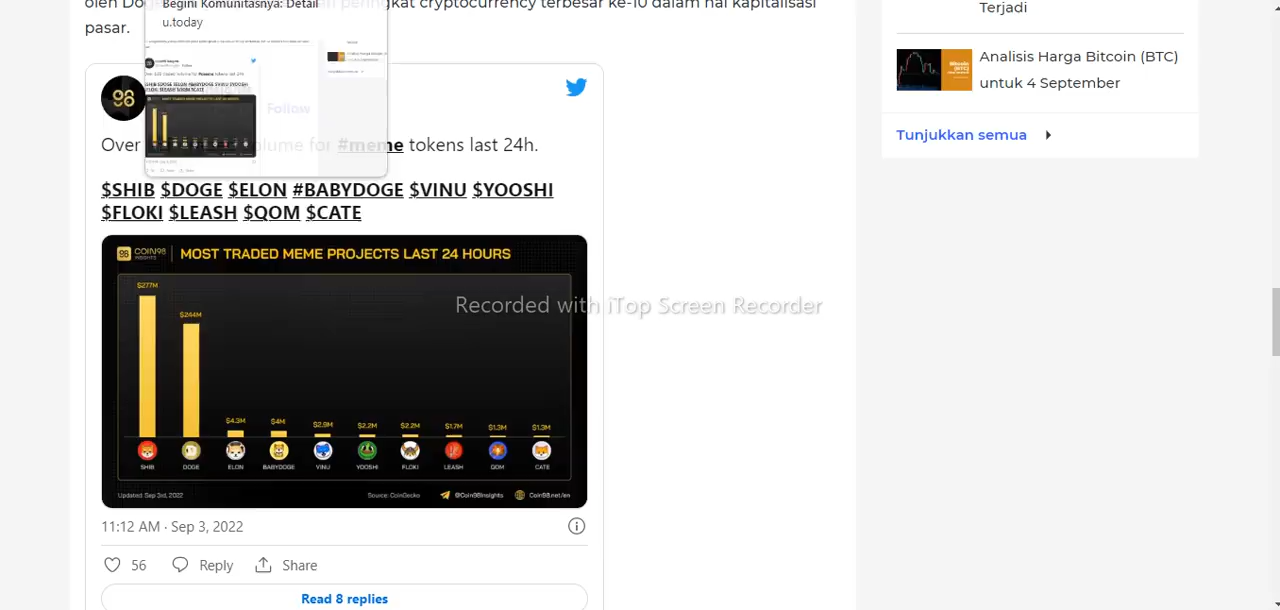 Begini Komunitasnya: Detail
u.today
peringkat cryptocurrency terbesar ke-10 dalam hal kapitalisasi
pasar.
Follow
Over
for #meme tokens last 24h.
$SHIB $DOGE $ELON #BABYDOGE $VINU $YOOSHI
$FLOKI $LEASH $QOM $CATE
98 COIN98 INSIGHTS
MOST TRADED MEME PROJECTS LAST 24 HOURS
$277M
$244M
$4.3M
$4M
$2.9M
$2.2M
$2.2M
$1.7M
$1.3M
$1.3M
SHIB DOGE ELON BABYDOGE VINU YOOSHI FLOKI LEASH QOM CATE
Updated: Sep 3rd, 2022
Source: CoinGecko
@Coin98Insights
Coin98.net/en
11:12 AM · Sep 3, 2022
56 Reply Share
Read 8 replies
Terjadi
Analisis Harga Bitcoin (BTC)
untuk 4 September
Tunjukkan semua
Recorded with iTop Screen Recorder